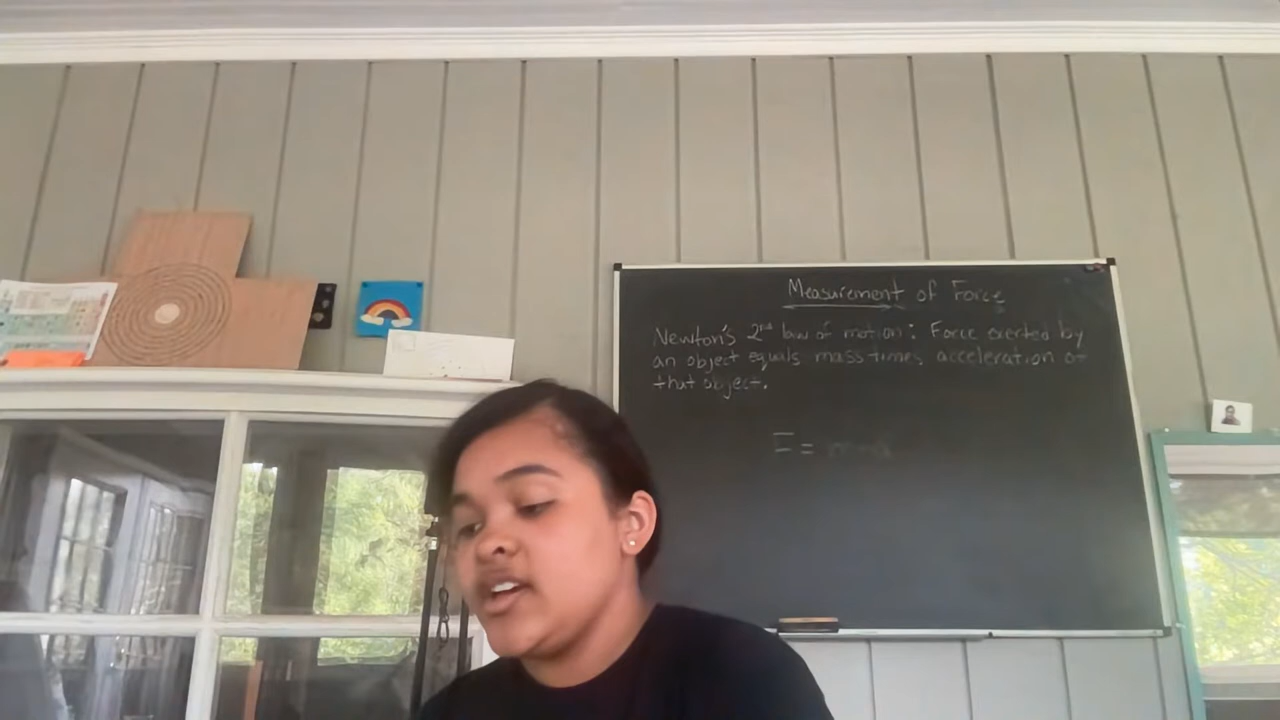 Measurement of Force
Newton's 2nd law of motion: Force exerted by
an object equals mass times acceleration of
that object.
F =